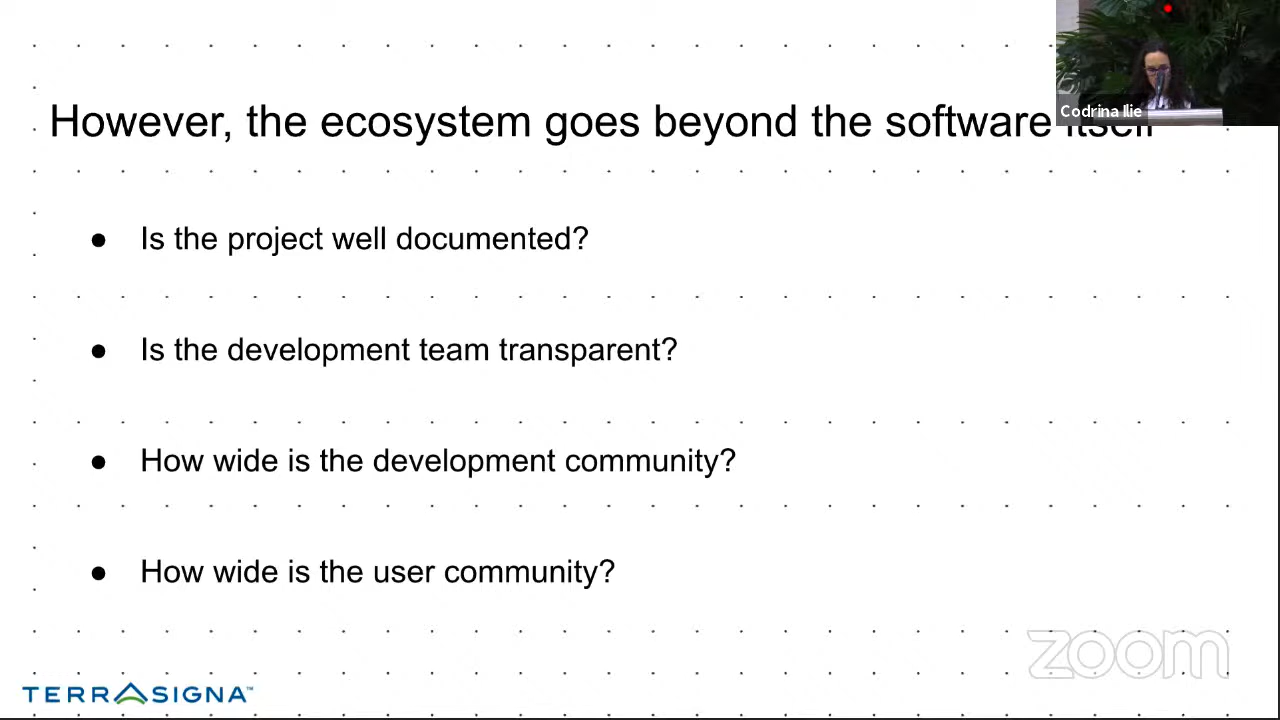 However, the ecosystem goes beyond the software itself
Codrina Ilie
● Is the project well documented?
● Is the development team transparent?
● How wide is the development community?
● How wide is the user community?
zoom
TERRASIGNA™